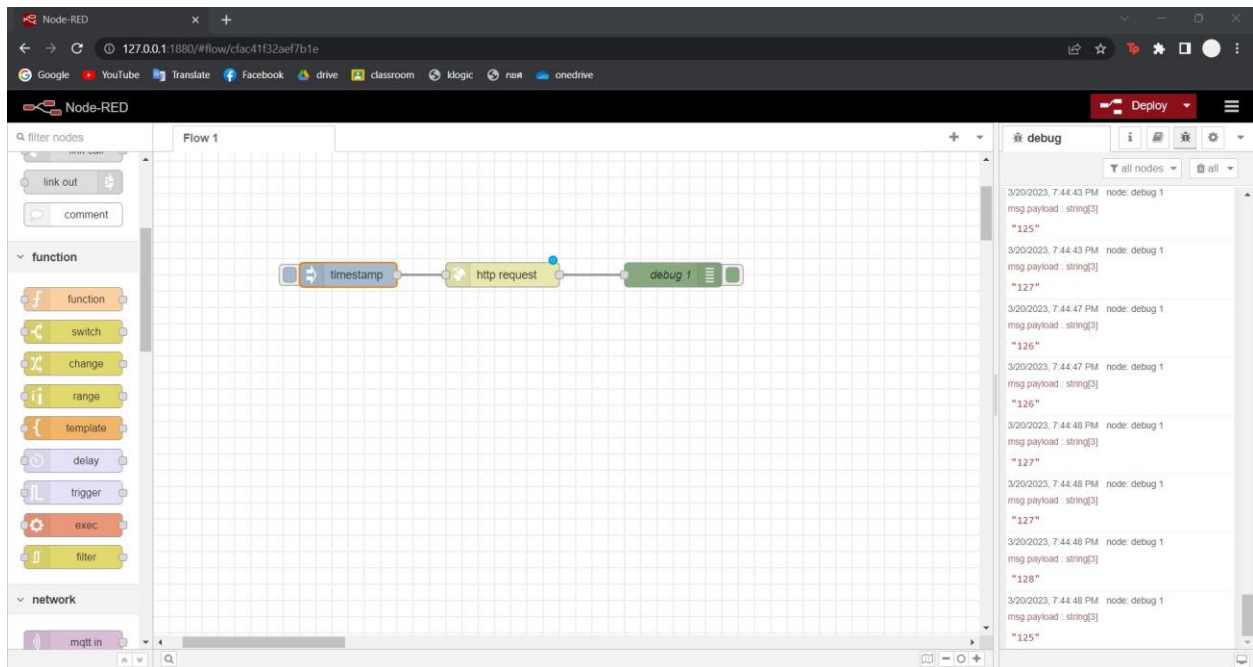 Node-RED
127.0.0.1:1880/#flow/cfac41f32aef7b1e
Google YouTube Translate Facebook drive classroom klogic กยศ onedrive
Node-RED
Deploy
filter nodes
Flow 1
debug
link call
link out
comment
function
function
switch
change
range
template
delay
trigger
exec
filter
network
mqtt in
timestamp
http request
debug 1
all nodes
all
3/20/2023, 7:44:43 PM node: debug 1
msg.payload : string[3]
"125"
3/20/2023, 7:44:43 PM node: debug 1
msg.payload : string[3]
"127"
3/20/2023, 7:44:47 PM node: debug 1
msg.payload : string[3]
"126"
3/20/2023, 7:44:47 PM node: debug 1
msg.payload : string[3]
"126"
3/20/2023, 7:44:48 PM node: debug 1
msg.payload : string[3]
"127"
3/20/2023, 7:44:48 PM node: debug 1
msg.payload : string[3]
"127"
3/20/2023, 7:44:48 PM node: debug 1
msg.payload : string[3]
"128"
3/20/2023, 7:44:48 PM node: debug 1
msg.payload : string[3]
"125"